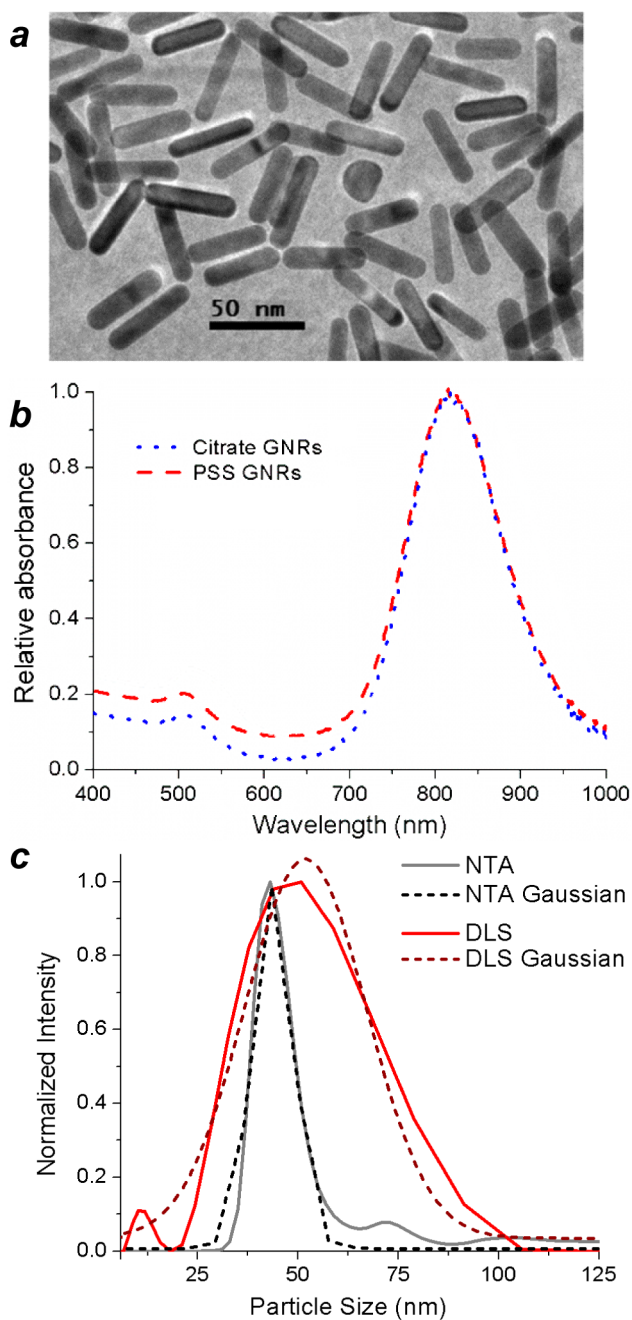 a
50 nm
b
1.0
0.8
0.6
0.4
0.2
0.0
Relative absorbance
Citrate GNRs
PSS GNRs
400 500 600 700 800 900 1000
Wavelength (nm)
c
1.0
0.8
0.6
0.4
0.2
0.0
Normalized Intensity
NTA
NTA Gaussian
DLS
DLS Gaussian
25 50 75 100 125
Particle Size (nm)